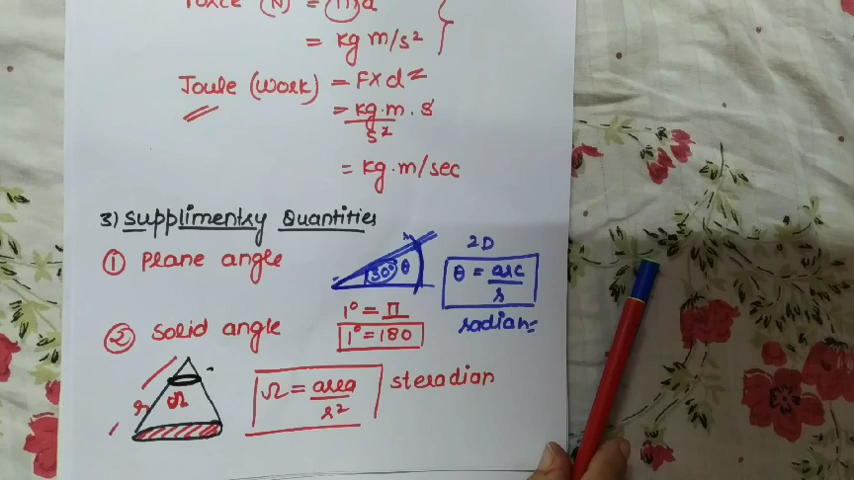 Force (N) = m a
= kg m/s²
Joule (work) = F x d
= kg.m . s
s²
= kg.m/sec
3) Supplimentry Quantities
① Plane angle
30° θ
2D
θ = arc
r
radian
1° = π
1° = 180
② Solid angle
r
Ω
Ω = area
r²
steradian